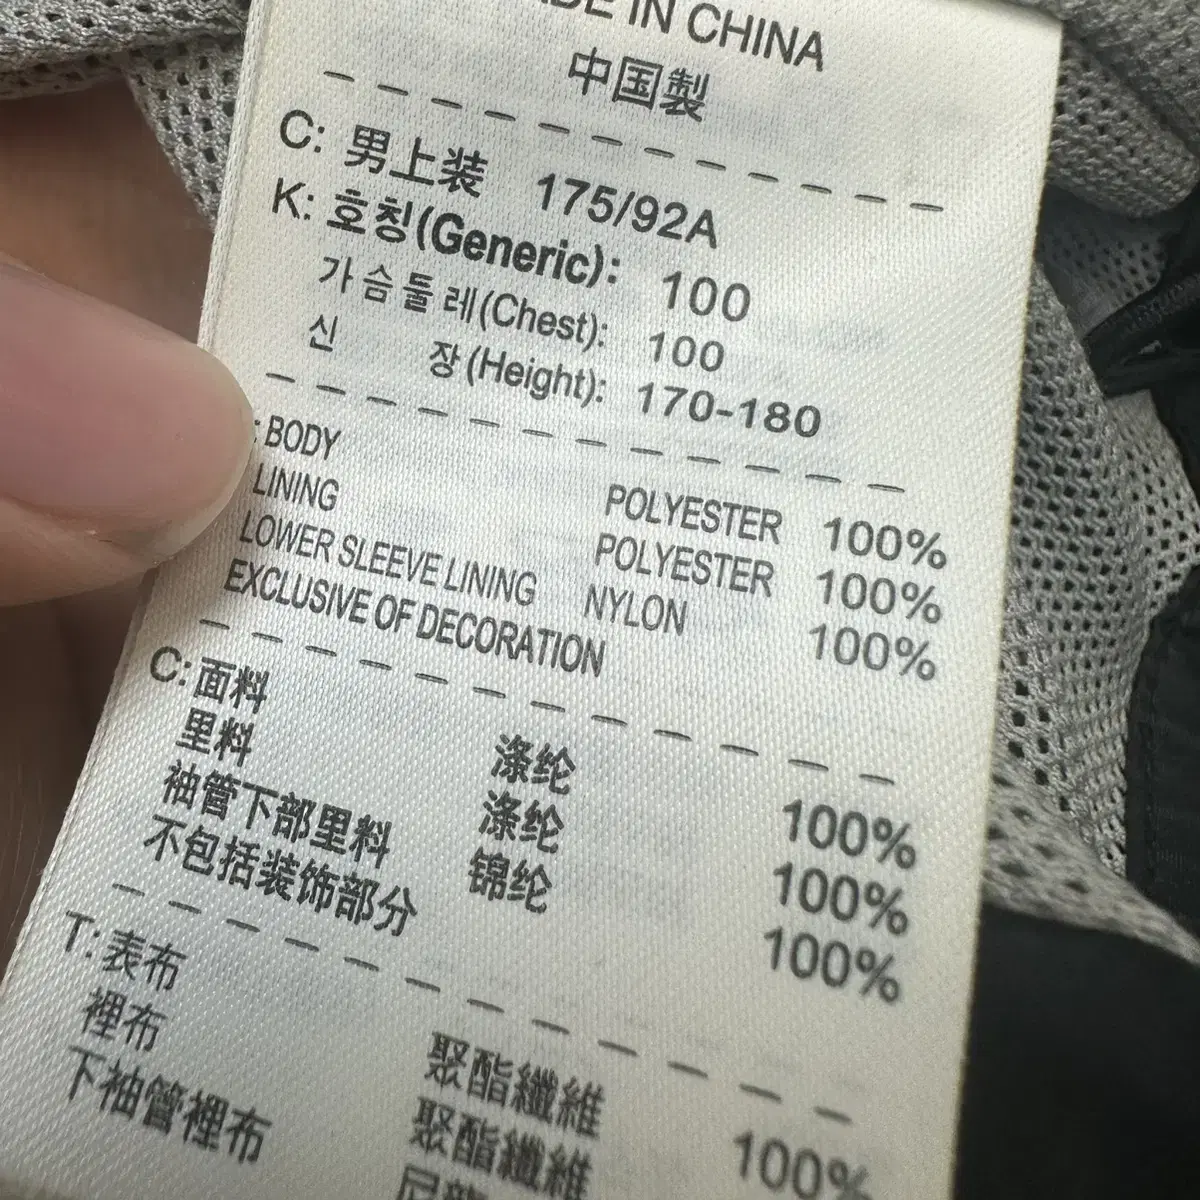 MADE IN CHINA
中国製
C: 男上装 175/92A
K: 호칭(Generic): 100
가슴둘레(Chest): 100
신 장(Height): 170-180
: BODY POLYESTER 100%
LINING POLYESTER 100%
LOWER SLEEVE LINING NYLON 100%
EXCLUSIVE OF DECORATION
C: 面料 涤纶 100%
里料 涤纶 100%
袖管下部里料 锦纶 100%
不包括装饰部分
T: 表布 聚酯纖維 100%
裡布 聚酯纖維
下袖管裡布 尼龍